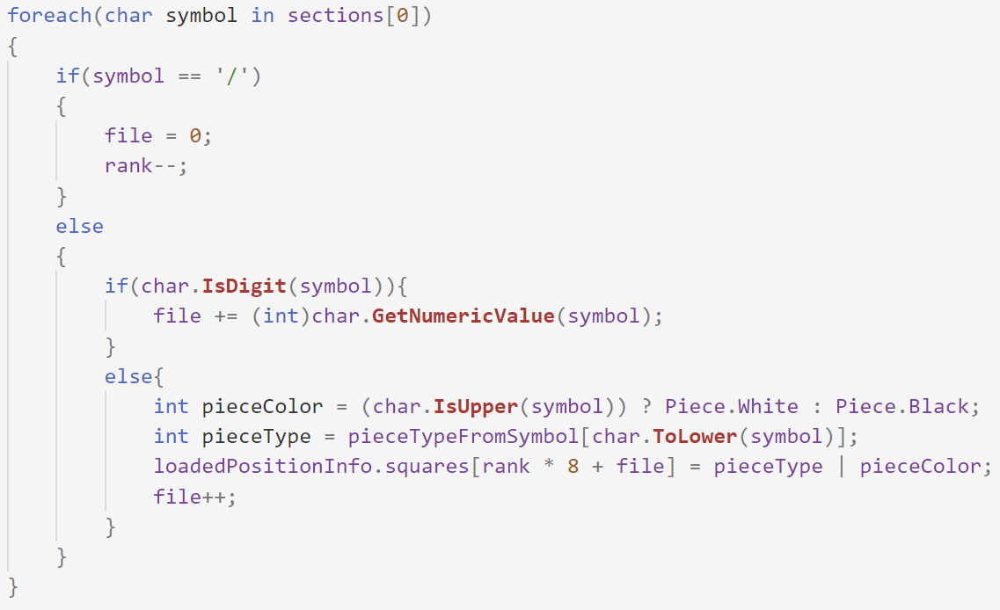 foreach(char symbol in sections[0])
{
    if(symbol == '/')
    {
        file = 0;
        rank--;
    }
    else
    {
        if(char.IsDigit(symbol)){
            file += (int)char.GetNumericValue(symbol);
        }
        else{
            int pieceColor = (char.IsUpper(symbol)) ? Piece.White : Piece.Black;
            int pieceType = pieceTypeFromSymbol[char.ToLower(symbol)];
            loadedPositionInfo.squares[rank * 8 + file] = pieceType | pieceColor;
            file++;
        }
    }
}